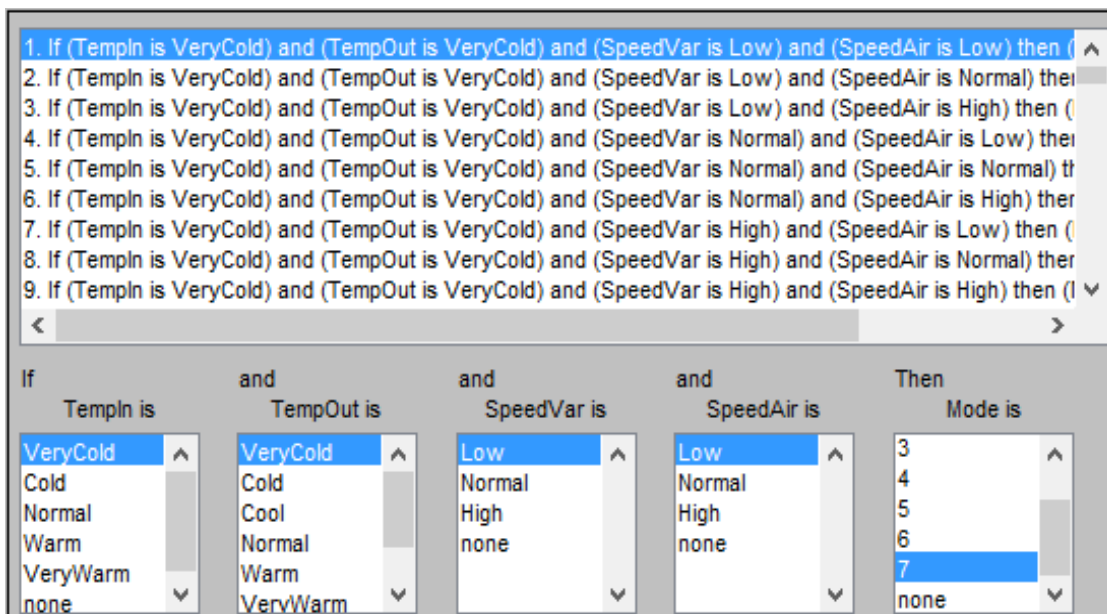 1. If (TempIn is VeryCold) and (TempOut is VeryCold) and (SpeedVar is Low) and (SpeedAir is Low) then (
2. If (TempIn is VeryCold) and (TempOut is VeryCold) and (SpeedVar is Low) and (SpeedAir is Normal) then
3. If (TempIn is VeryCold) and (TempOut is VeryCold) and (SpeedVar is Low) and (SpeedAir is High) then (
4. If (TempIn is VeryCold) and (TempOut is VeryCold) and (SpeedVar is Normal) and (SpeedAir is Low) then
5. If (TempIn is VeryCold) and (TempOut is VeryCold) and (SpeedVar is Normal) and (SpeedAir is Normal) th
6. If (TempIn is VeryCold) and (TempOut is VeryCold) and (SpeedVar is Normal) and (SpeedAir is High) then
7. If (TempIn is VeryCold) and (TempOut is VeryCold) and (SpeedVar is High) and (SpeedAir is Low) then (
8. If (TempIn is VeryCold) and (TempOut is VeryCold) and (SpeedVar is High) and (SpeedAir is Normal) then
9. If (TempIn is VeryCold) and (TempOut is VeryCold) and (SpeedVar is High) and (SpeedAir is High) then (
If
TempIn is
VeryCold
Cold
Normal
Warm
VeryWarm
none
and
TempOut is
VeryCold
Cold
Cool
Normal
Warm
VeryWarm
and
SpeedVar is
Low
Normal
High
none
and
SpeedAir is
Low
Normal
High
none
Then
Mode is
3
4
5
6
7
none